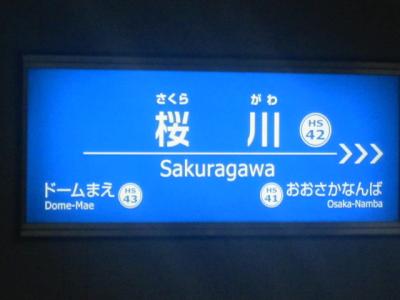 さくら がわ
桜 川 HS 42
Sakuragawa
ドームまえ HS 43 HS 41 おおさかなんば
Dome-Mae Osaka-Namba